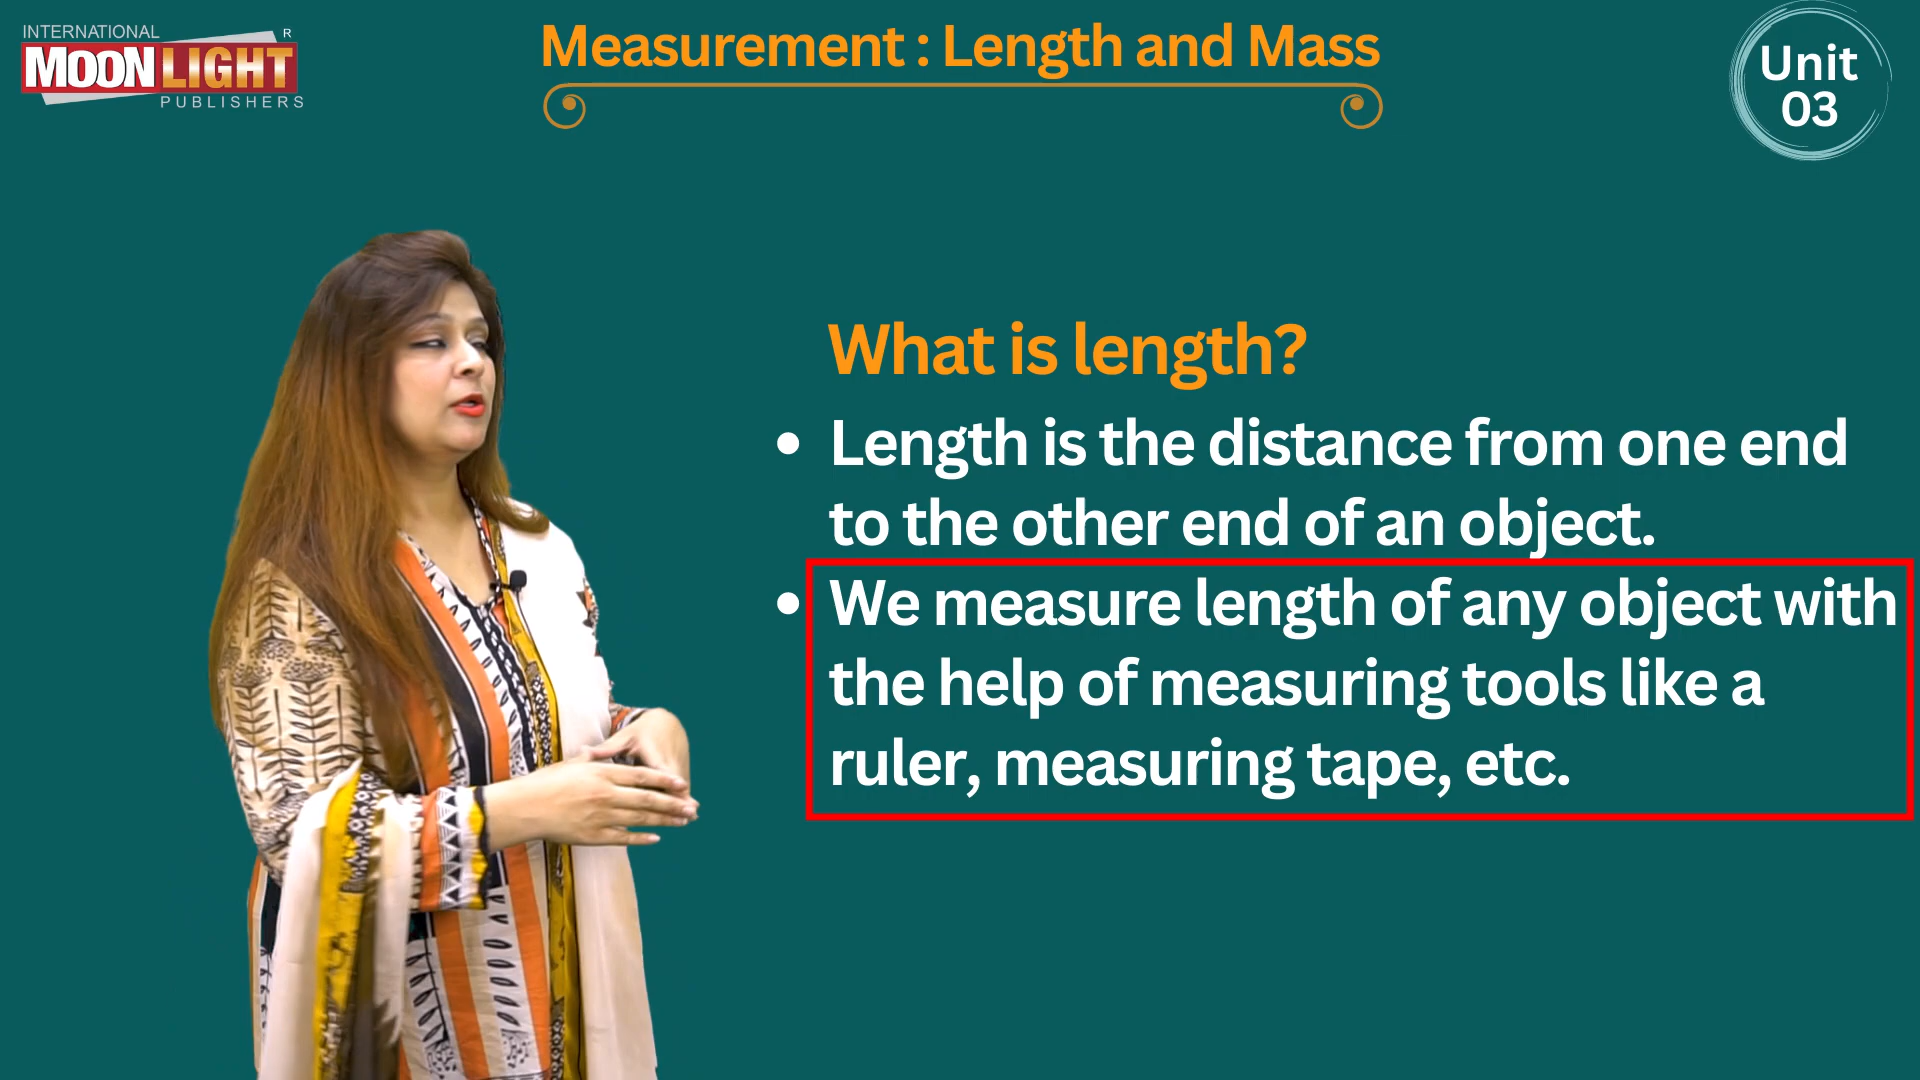 INTERNATIONAL
R
MOONLIGHT
PUBLISHERS
Measurement : Length and Mass
Unit
03
What is length?
• Length is the distance from one end
to the other end of an object.
• We measure length of any object with
the help of measuring tools like a
ruler, measuring tape, etc.